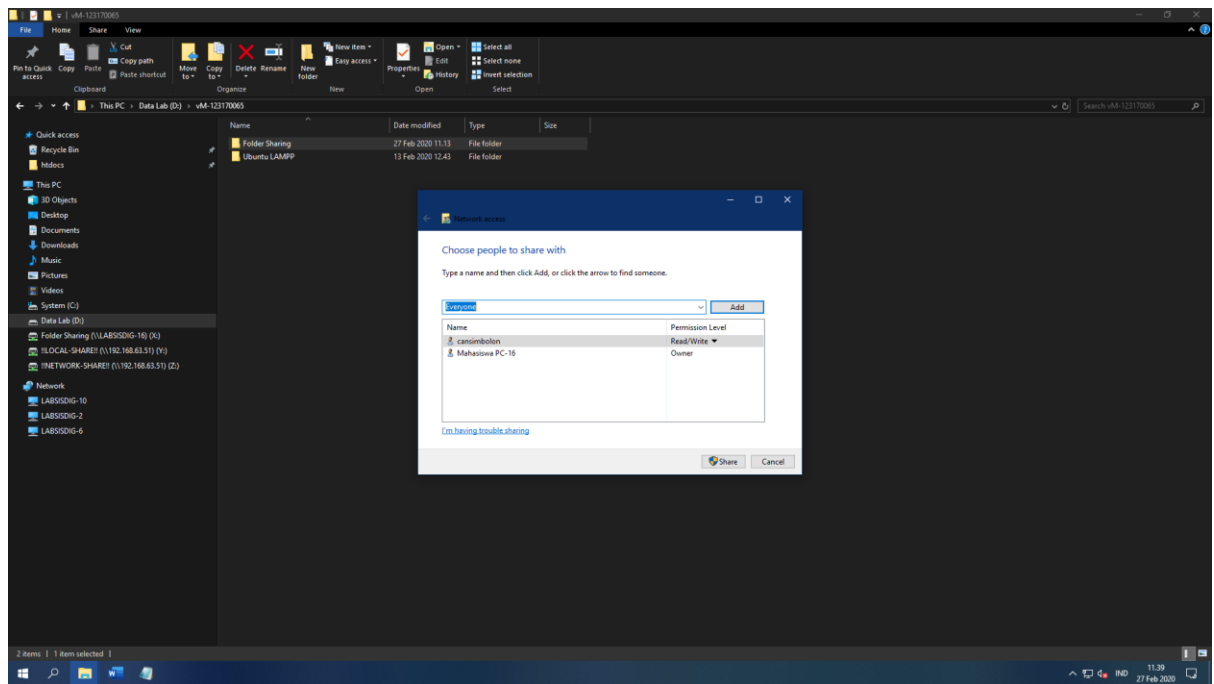 vM-123170065
File Home Share View
Pin to Quick access
Copy
Paste
Cut
Copy path
Paste shortcut
Clipboard
Move to
Copy to
Delete
Rename
Organize
New folder
New item
Easy access
New
Properties
Open
Edit
History
Open
Select all
Select none
Invert selection
Select
This PC > Data Lab (D:) > vM-123170065
Search vM-123170065
Quick access
Recycle Bin
htdocs
This PC
3D Objects
Desktop
Documents
Downloads
Music
Pictures
Videos
System (C:)
Data Lab (D:)
Folder Sharing (\\LABSISDIG-16) (X:)
!!LOCAL-SHARE!! (\\192.168.63.51) (Y:)
!!NETWORK-SHARE!! (\\192.168.63.51) (Z:)
Network
LABSISDIG-10
LABSISDIG-2
LABSISDIG-6
Name Date modified Type Size
Folder Sharing 27 Feb 2020 11.13 File folder
Ubuntu LAMPP 13 Feb 2020 12.43 File folder
Network access
Choose people to share with
Type a name and then click Add, or click the arrow to find someone.
Everyone
Add
Name Permission Level
cansimbolon Read/Write
Mahasiswa PC-16 Owner
I'm having trouble sharing
Share Cancel
2 items 1 item selected
IND
11.39
27 Feb 2020